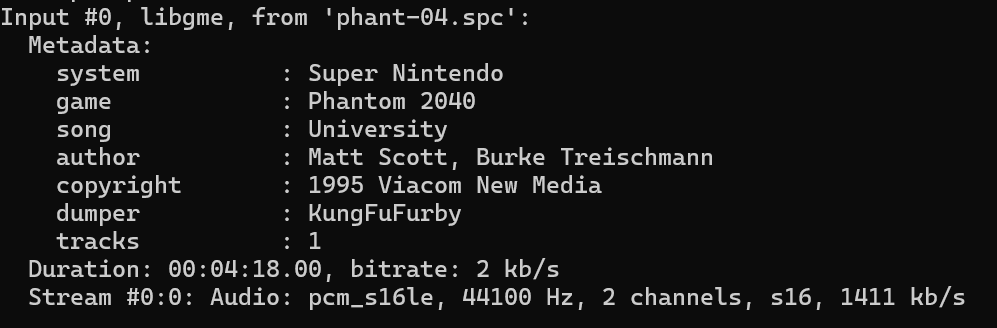 Input #0, libgme, from 'phant-04.spc':
  Metadata:
    system          : Super Nintendo
    game            : Phantom 2040
    song            : University
    author          : Matt Scott, Burke Treischmann
    copyright       : 1995 Viacom New Media
    dumper          : KungFuFurby
    tracks          : 1
  Duration: 00:04:18.00, bitrate: 2 kb/s
  Stream #0:0: Audio: pcm_s16le, 44100 Hz, 2 channels, s16, 1411 kb/s